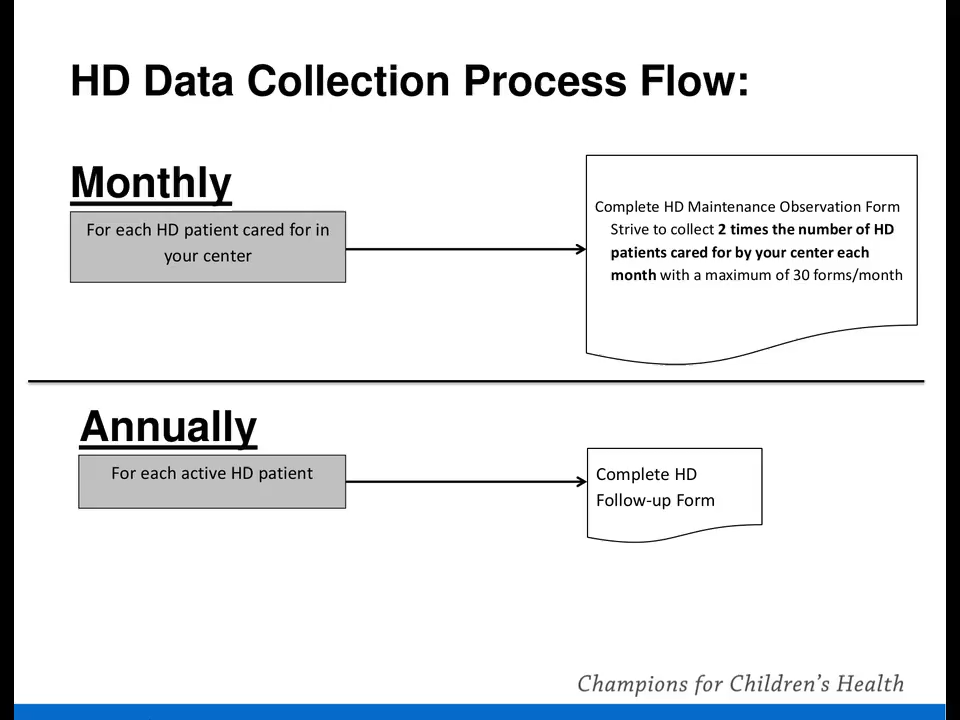 HD Data Collection Process Flow:
Monthly
For each HD patient cared for in
your center
Complete HD Maintenance Observation Form
Strive to collect 2 times the number of HD
patients cared for by your center each
month with a maximum of 30 forms/month
Annually
For each active HD patient
Complete HD
Follow-up Form
Champions for Children's Health